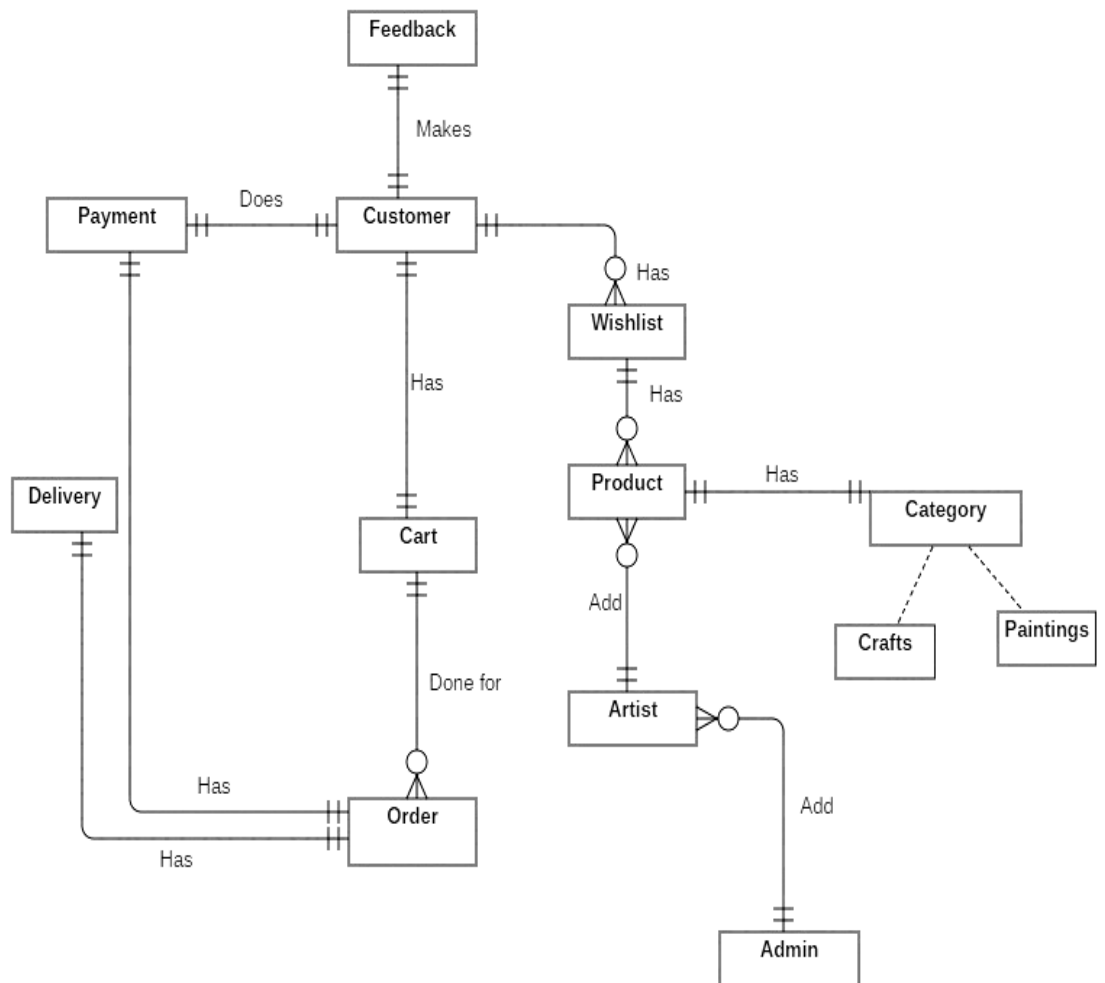 Feedback
Makes
Does
Payment
Customer
Has
Wishlist
Has
Has
Product
Has
Category
Delivery
Cart
Add
Crafts
Paintings
Done for
Artist
Has
Order
Add
Has
Admin